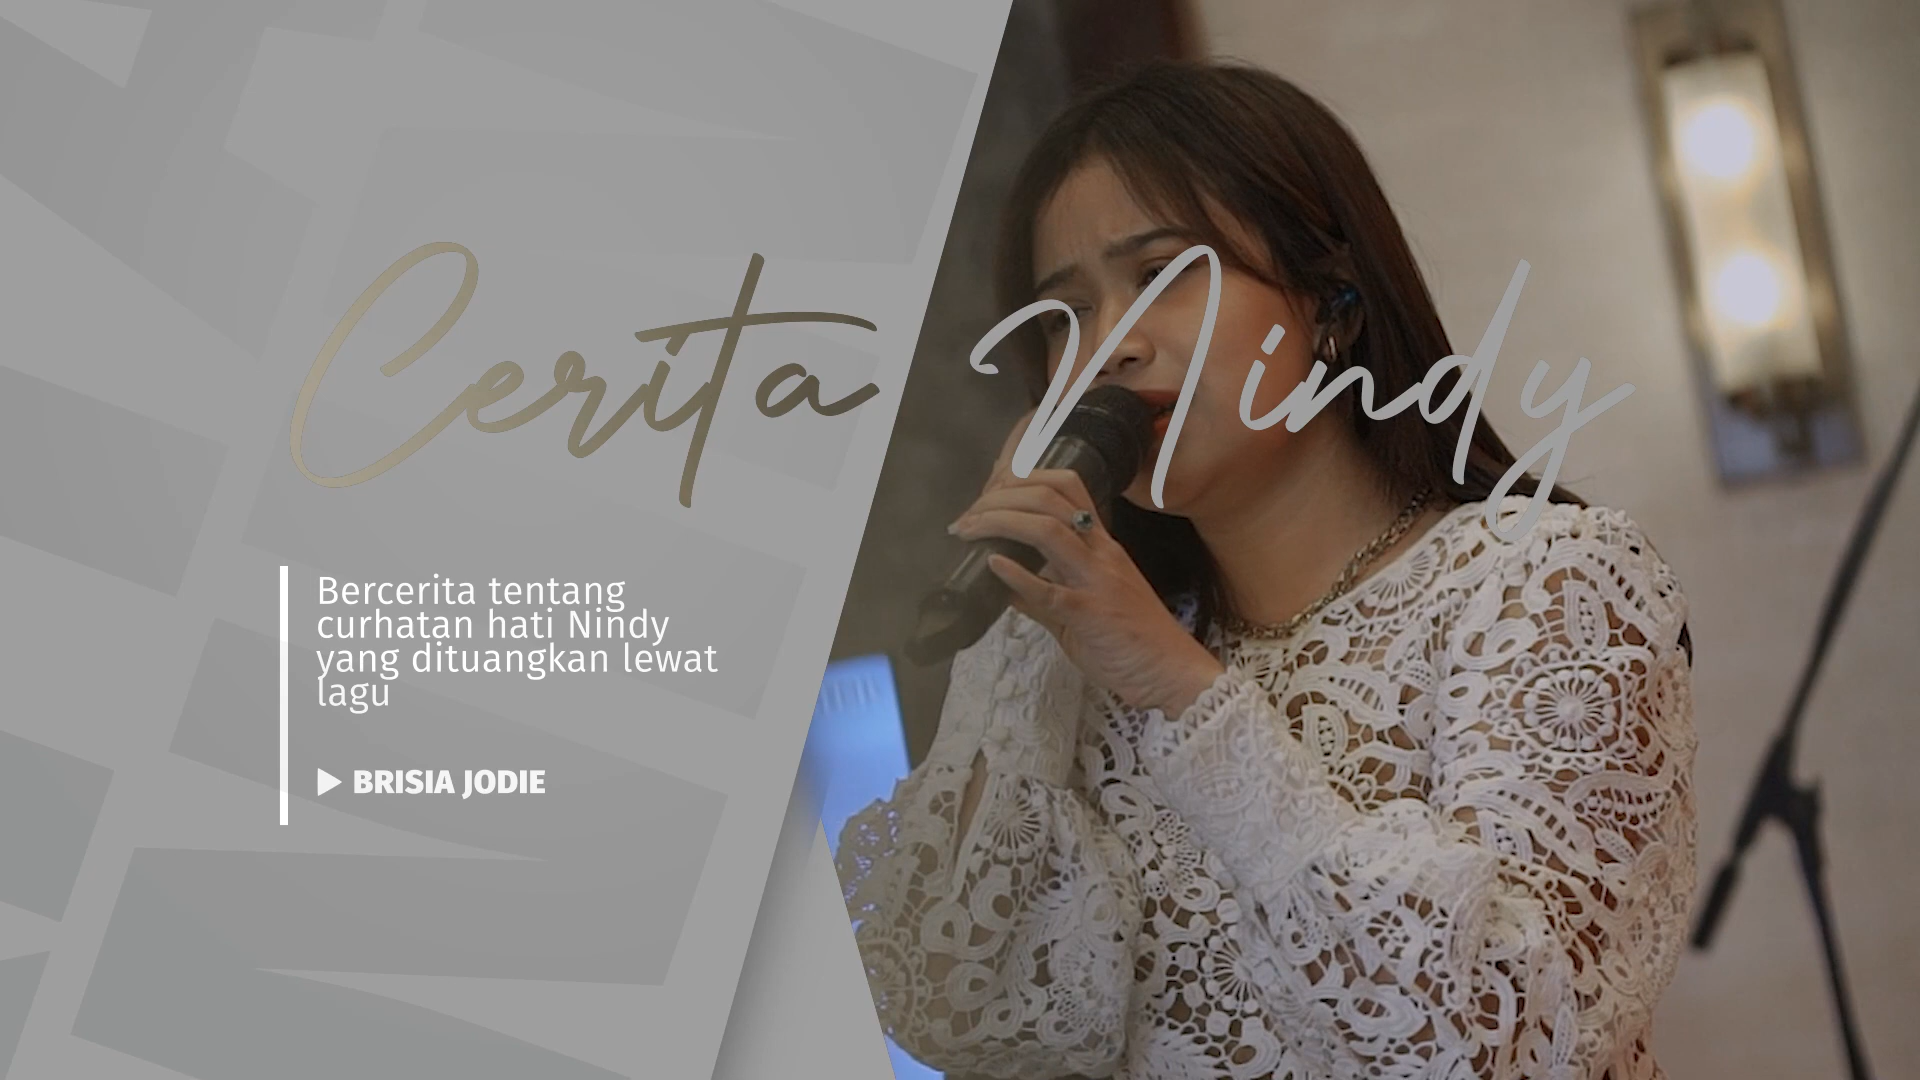 Cerita Nindy
Bercerita tentang
curhatan hati Nindy
yang dituangkan lewat
lagu
BRISIA JODIE